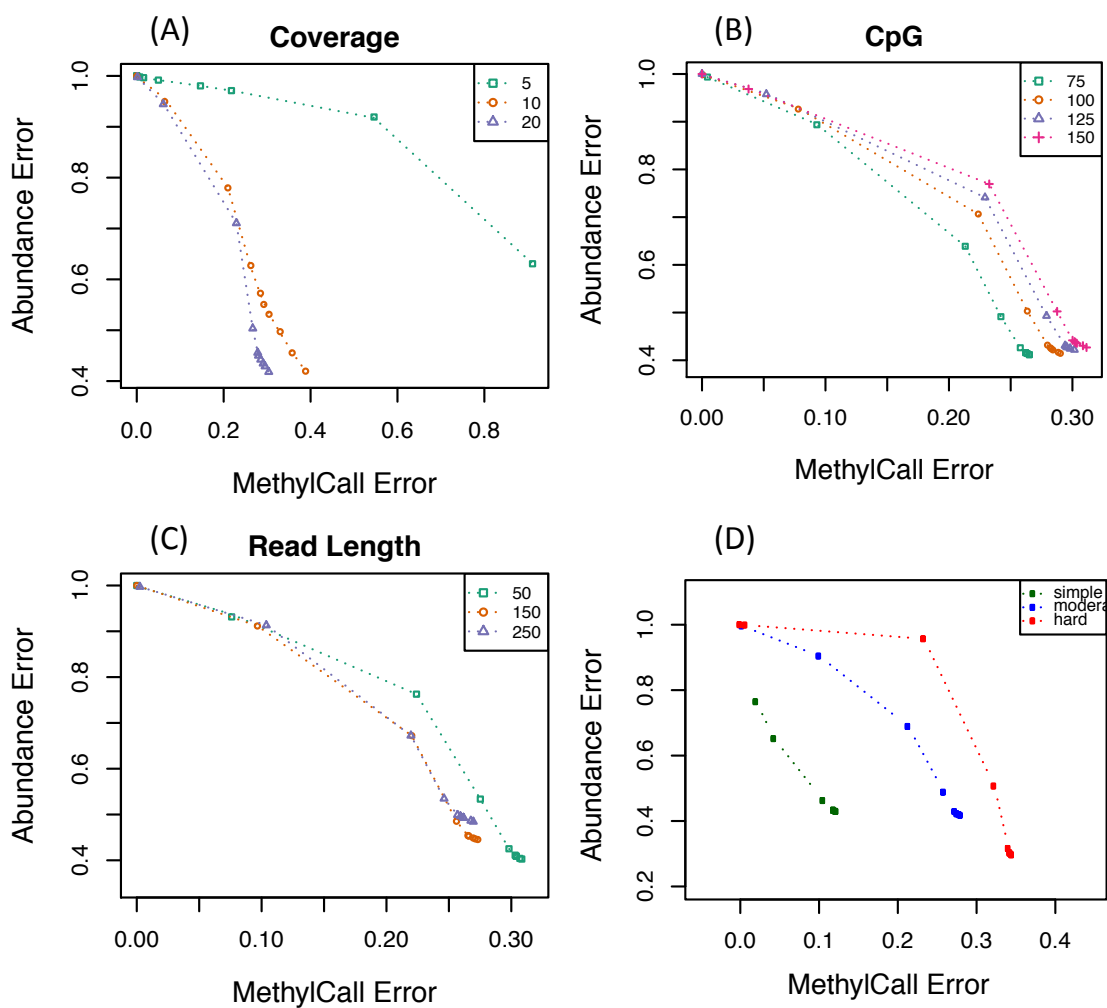 (A)
Coverage
5
10
20
1.0
0.8
0.6
0.4
Abundance Error
0.0
0.2
0.4
0.6
0.8
MethylCall Error
(B)
CpG
75
100
125
150
1.0
0.8
0.6
0.4
Abundance Error
0.00
0.10
0.20
0.30
MethylCall Error
(C)
Read Length
50
150
250
1.0
0.8
0.6
0.4
Abundance Error
0.00
0.10
0.20
0.30
MethylCall Error
(D)
simple
modera
hard
1.0
0.8
0.6
0.4
0.2
Abundance Error
0.0
0.1
0.2
0.3
0.4
MethylCall Error